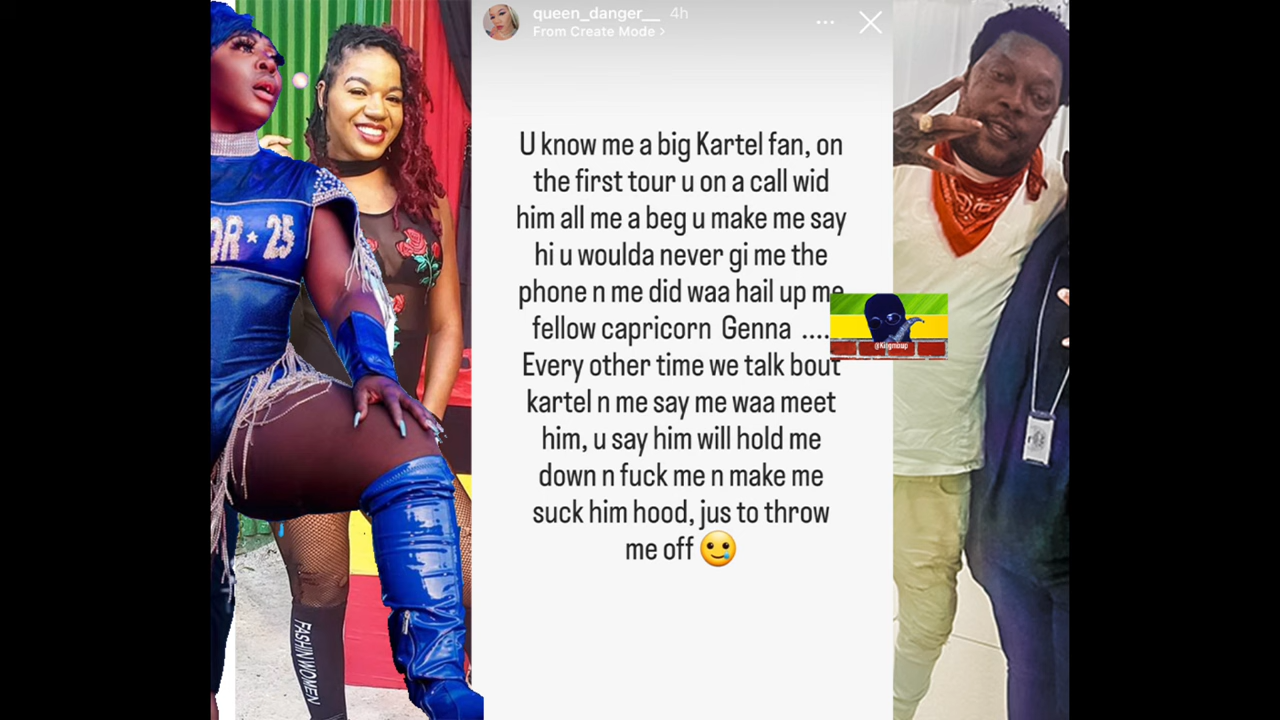 queen_danger__ 4h
From Create Mode >
U know me a big Kartel fan, on
the first tour u on a call wid
him all me a beg u make me say
hi u woulda never gi me the
phone n me did waa hail up me
fellow capricorn Genna ....
Every other time we talk bout
kartel n me say me waa meet
him, u say him will hold me
down n fuck me n make me
suck him hood, jus to throw
me off 🥲
OR ★ 25
@Kingmixup
FASHIN WOMEN